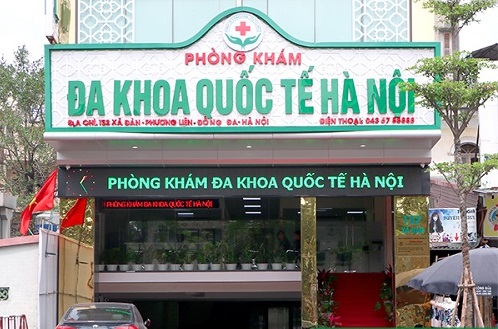 PHÒNG KHÁM
ĐA KHOA QUỐC TẾ HÀ NỘI
ĐỊA CHỈ: 152 XÃ ĐÀN - PHƯƠNG LIÊN - ĐỐNG ĐA - HÀ NỘI ĐIỆN THOẠI: 043 67 88888
PHÒNG KHÁM ĐA KHOA QUỐC TẾ HÀ NỘI
PHÒNG KHÁM ĐA KHOA QUỐC TẾ HÀ NỘI